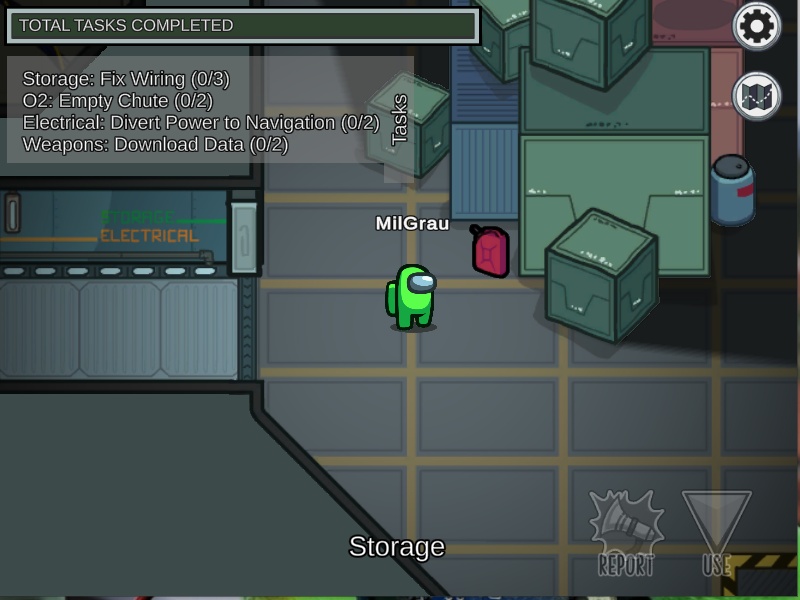 TOTAL TASKS COMPLETED
Storage: Fix Wiring (0/3)
O2: Empty Chute (0/2)
Electrical: Divert Power to Navigation (0/2)
Weapons: Download Data (0/2)
Tasks
STORAGE
ELECTRICAL
MilGrau
Storage
REPORT
USE